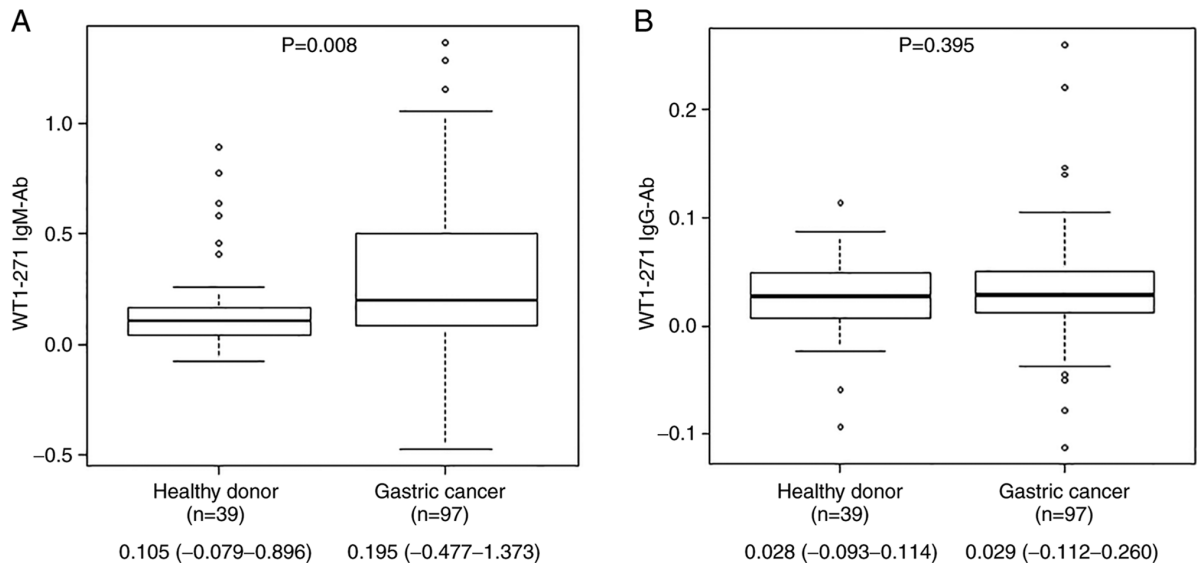 A
P=0.008
WT1-271 IgM-Ab
1.0
0.5
0.0
−0.5
Healthy donor
(n=39)
0.105 (−0.079–0.896)
Gastric cancer
(n=97)
0.195 (−0.477–1.373)
B
P=0.395
WT1-271 IgG-Ab
0.2
0.1
0.0
−0.1
Healthy donor
(n=39)
0.028 (−0.093–0.114)
Gastric cancer
(n=97)
0.029 (−0.112–0.260)